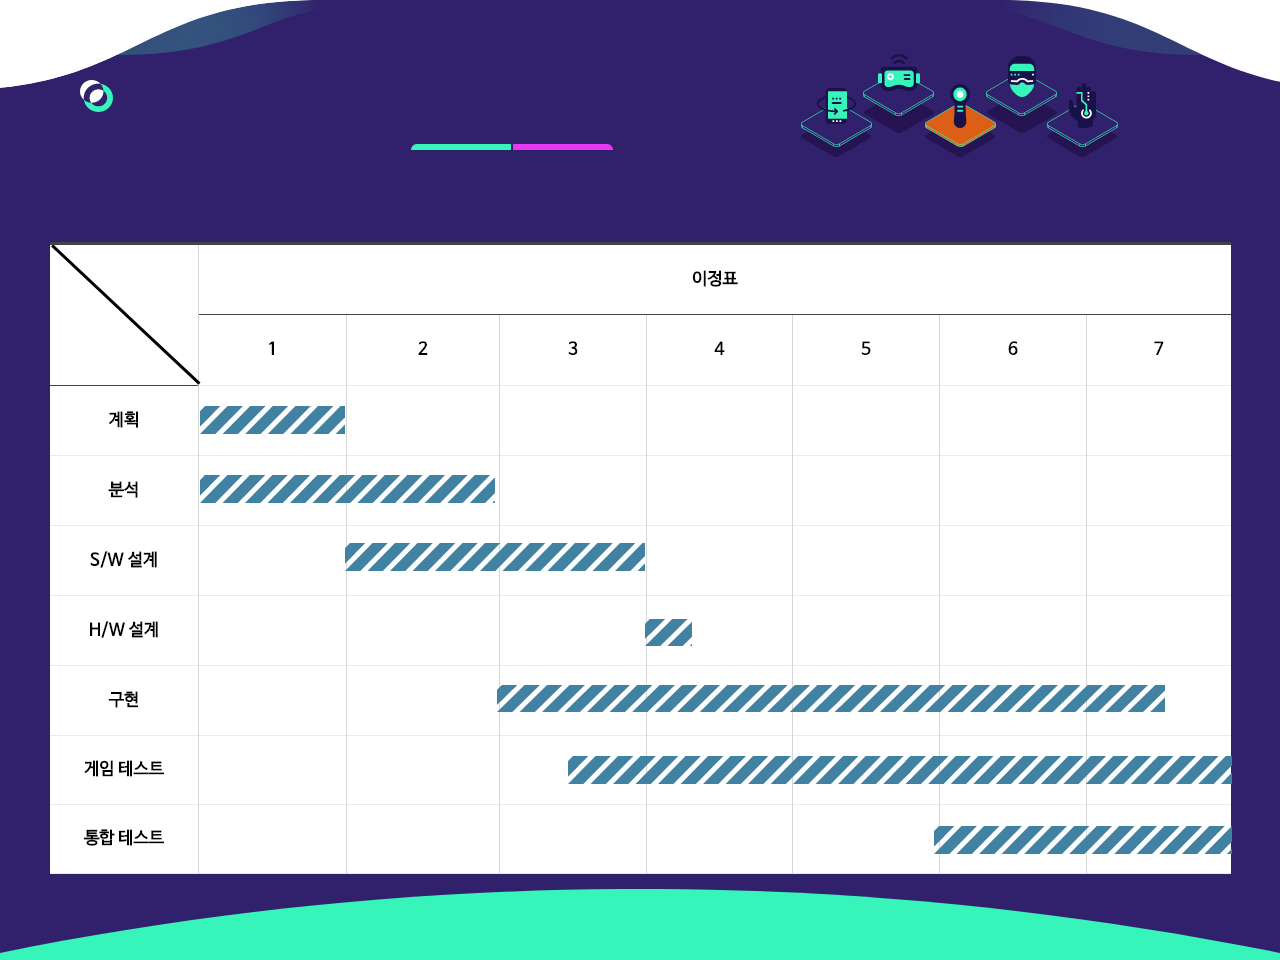 이정표
1 2 3 4 5 6 7
계획
분석
S/W 설계
H/W 설계
구현
게임 테스트
통합 테스트